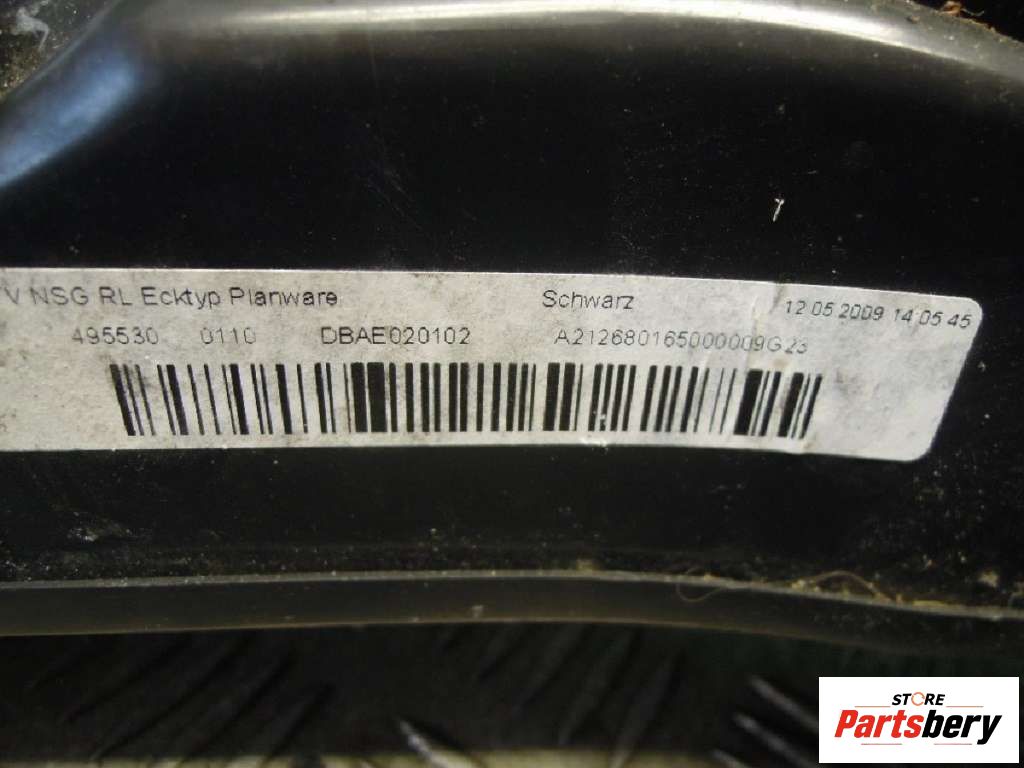 V NSG RL Ecktyp Planware Schwarz 12 05 2009 14 05 45
495530 0110 DBAE020102 A212680165000009G23
STORE
Partsbery